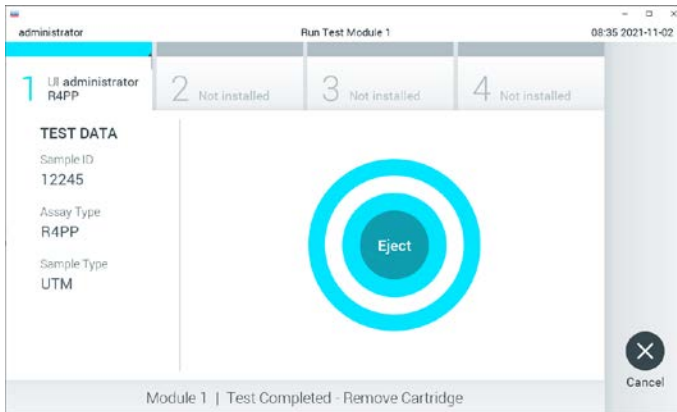 administrator Run Test Module 1 08:35 2021-11-02
1 UI administrator R4PP
2 Not installed
3 Not installed
4 Not installed
TEST DATA
Sample ID
12245
Assay Type
R4PP
Sample Type
UTM
Eject
Cancel
Module 1 | Test Completed - Remove Cartridge